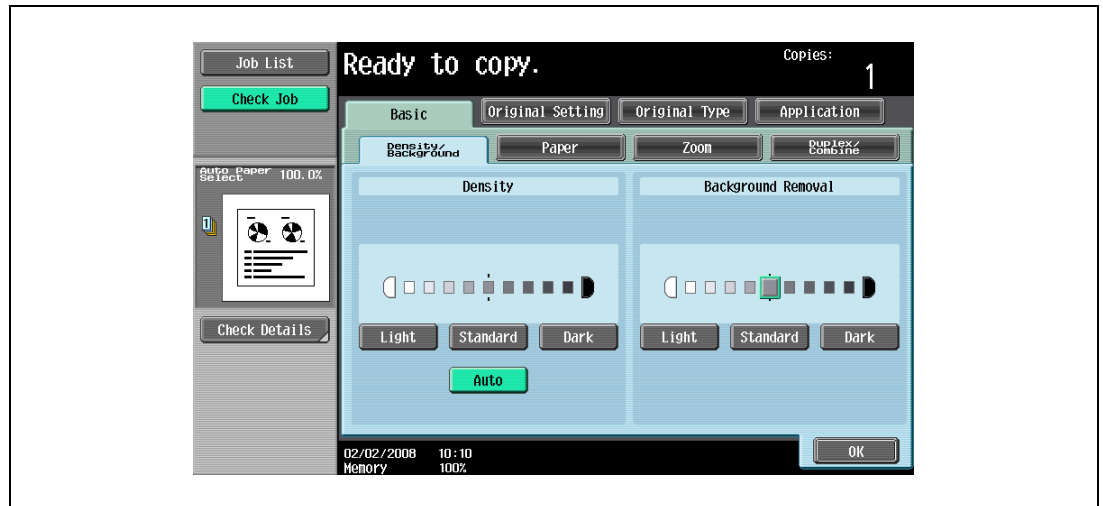 Job List
Check Job
Auto Paper
Select
100.0%
1
Check Details
Ready to copy.
Copies:
1
Basic
Original Setting
Original Type
Application
Density/
Background
Paper
Zoom
Duplex/
Combine
Density
Background Removal
Light
Standard
Dark
Light
Standard
Dark
Auto
02/02/2008 10:10
Memory 100%
OK